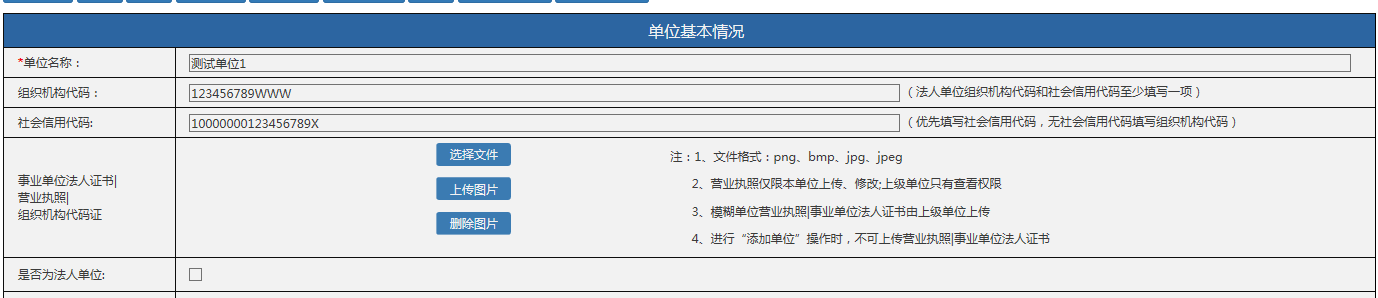 单位基本情况
*单位名称：
测试单位1
组织机构代码：
123456789WWW
（法人单位组织机构代码和社会信用代码至少填写一项）
社会信用代码:
10000000123456789X
（优先填写社会信用代码，无社会信用代码填写组织机构代码）
事业单位法人证书|
营业执照|
组织机构代码证
选择文件
上传图片
删除图片
注：1、文件格式：png、bmp、jpg、jpeg
2、营业执照仅限本单位上传、修改;上级单位只有查看权限
3、模糊单位营业执照|事业单位法人证书由上级单位上传
4、进行“添加单位”操作时，不可上传营业执照|事业单位法人证书
是否为法人单位: